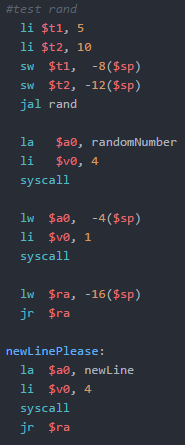 #test rand
li $t1, 5
li $t2, 10
sw $t1, -8($sp)
sw $t2, -12($sp)
jal rand
la $a0, randomNumber
li $v0, 4
syscall
lw $a0, -4($sp)
li $v0, 1
syscall
lw $ra, -16($sp)
jr $ra
newLinePlease:
la $a0, newLine
li $v0, 4
syscall
jr $ra